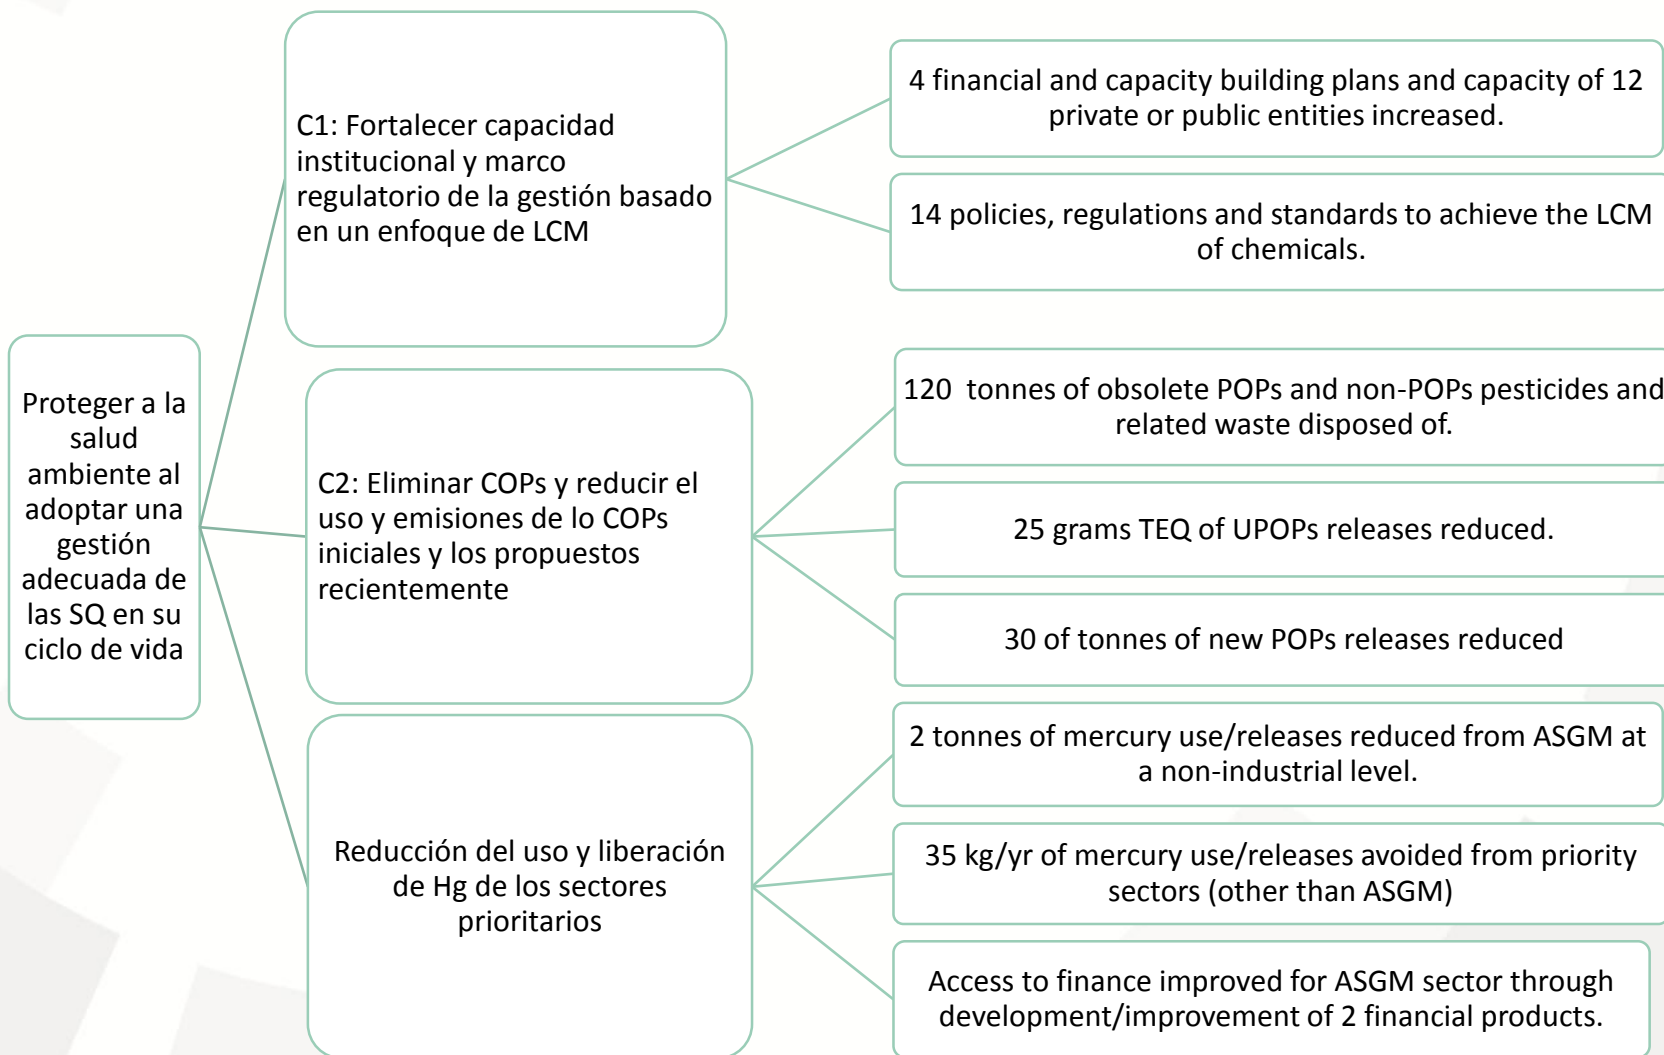 Proteger a la
salud
ambiente al
adoptar una
gestión
adecuada de
las SQ en su
ciclo de vida
C1: Fortalecer capacidad
institucional y marco
regulatorio de la gestión basado
en un enfoque de LCM
4 financial and capacity building plans and capacity of 12
private or public entities increased.
14 policies, regulations and standards to achieve the LCM
of chemicals.
C2: Eliminar COPs y reducir el
uso y emisiones de lo COPs
iniciales y los propuestos
recientemente
120 tonnes of obsolete POPs and non-POPs pesticides and
related waste disposed of.
25 grams TEQ of UPOPs releases reduced.
30 of tonnes of new POPs releases reduced
Reducción del uso y liberación
de Hg de los sectores
prioritarios
2 tonnes of mercury use/releases reduced from ASGM at
a non-industrial level.
35 kg/yr of mercury use/releases avoided from priority
sectors (other than ASGM)
Access to finance improved for ASGM sector through
development/improvement of 2 financial products.